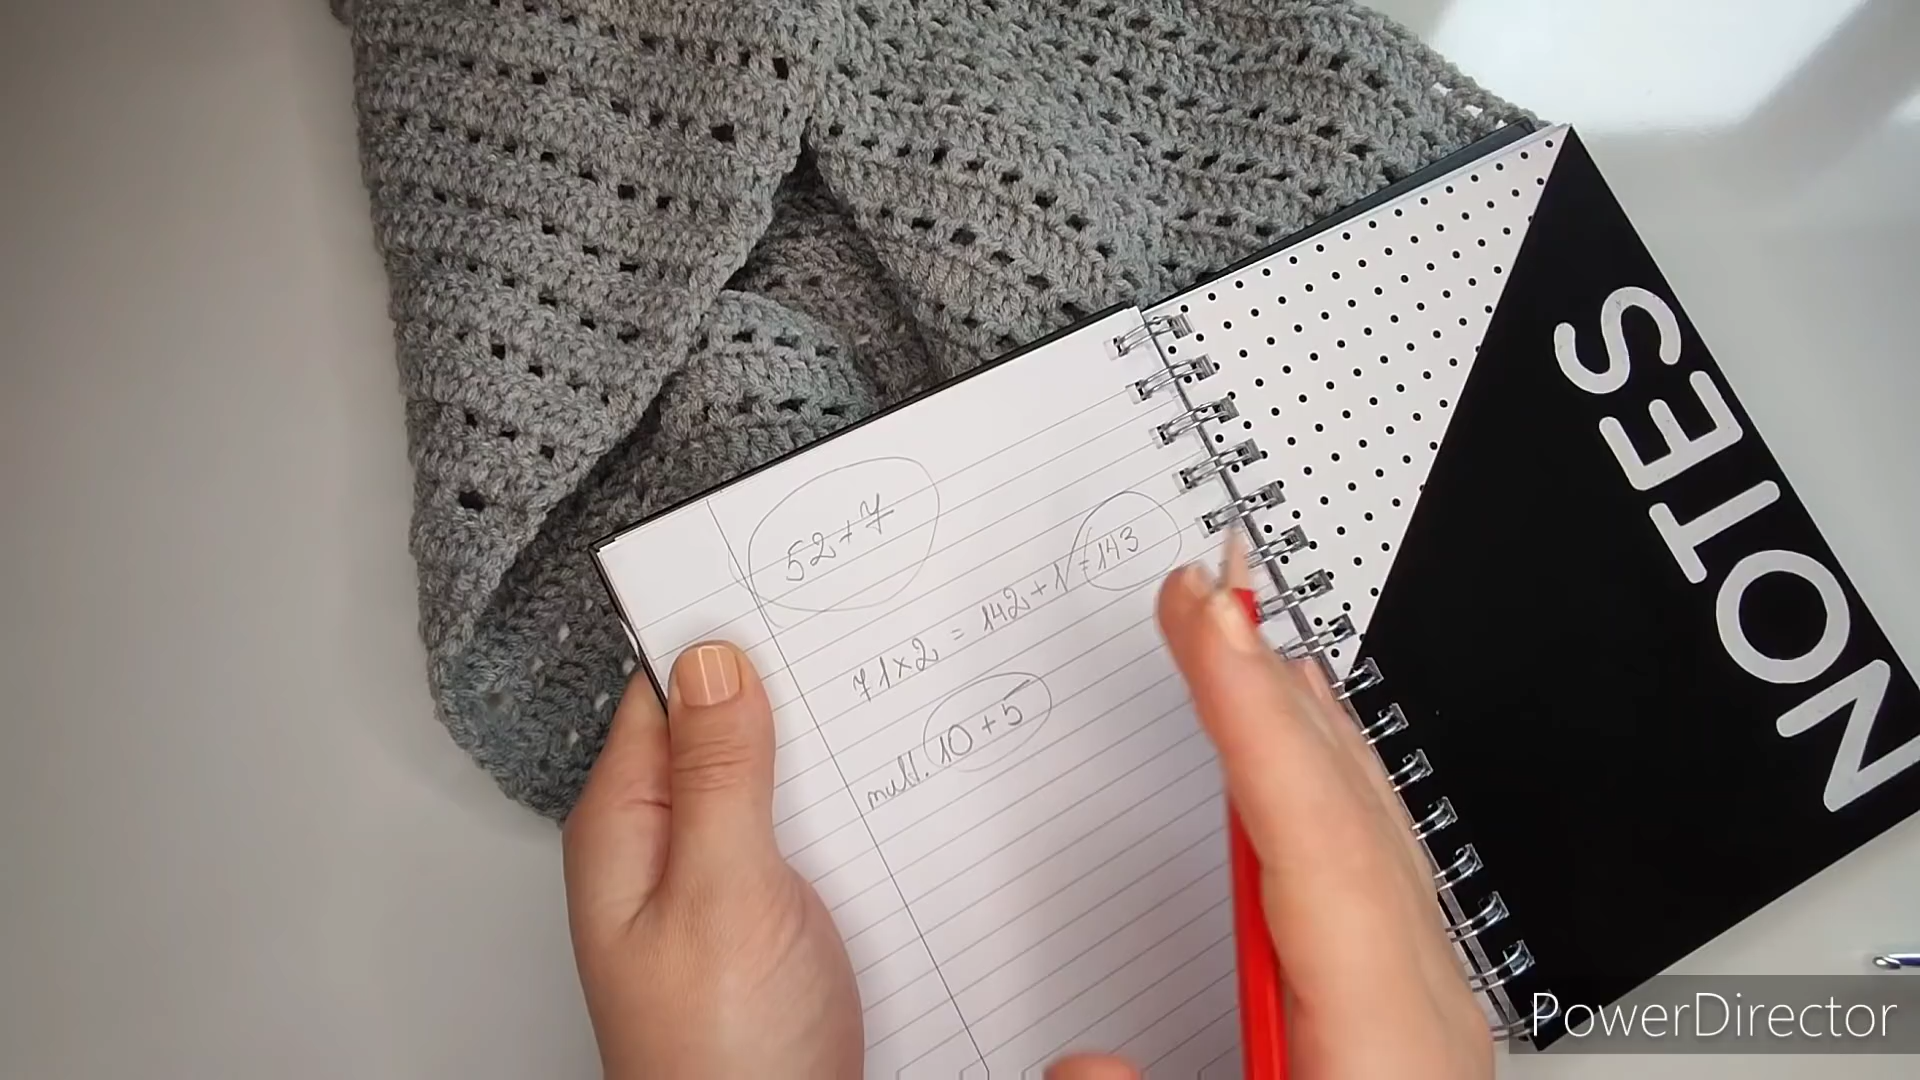 52+7
71x2 = 142+1 = 143
mult. 10+5
NOTES
PowerDirector